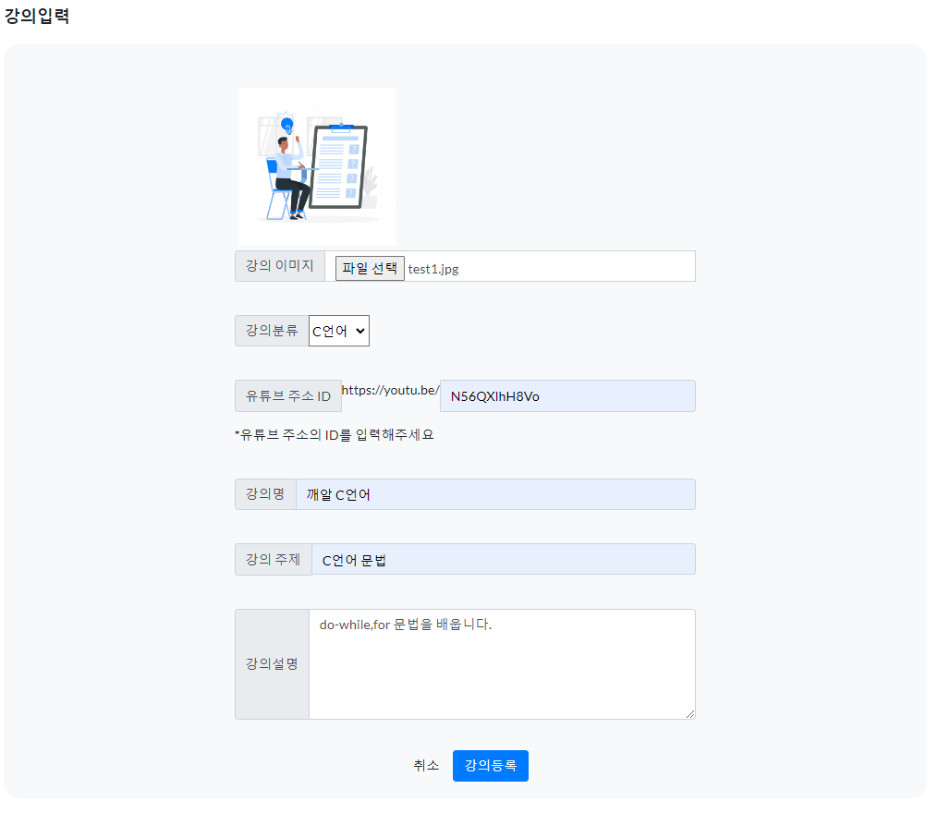 강의입력
강의 이미지 파일 선택 test1.jpg
강의분류 C언어
유튜브 주소 ID https://youtu.be/ N56QXlhH8Vo
*유튜브 주소의 ID를 입력해주세요
강의명 깨알 C언어
강의 주제 C언어 문법
do-while,for 문법을 배웁니다.
강의설명
취소 강의등록